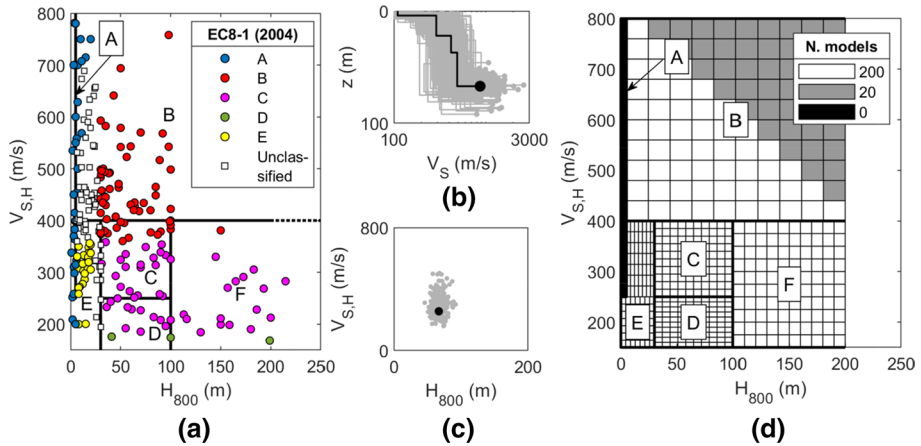 800
700
600
500
400
300
200
V_S,H (m/s)
0
50
100
150
200
250
H_800 (m)
A
B
C
D
E
F
EC8-1 (2004)
A
B
C
D
E
Unclas-
sified
(a)
0
100
z (m)
100
3000
V_S (m/s)
(b)
800
0
V_S,H (m/s)
0
200
H_800 (m)
(c)
800
700
600
500
400
300
200
V_S,H (m/s)
0
50
100
150
200
250
H_800 (m)
A
B
C
D
E
F
N. models
200
20
0
(d)